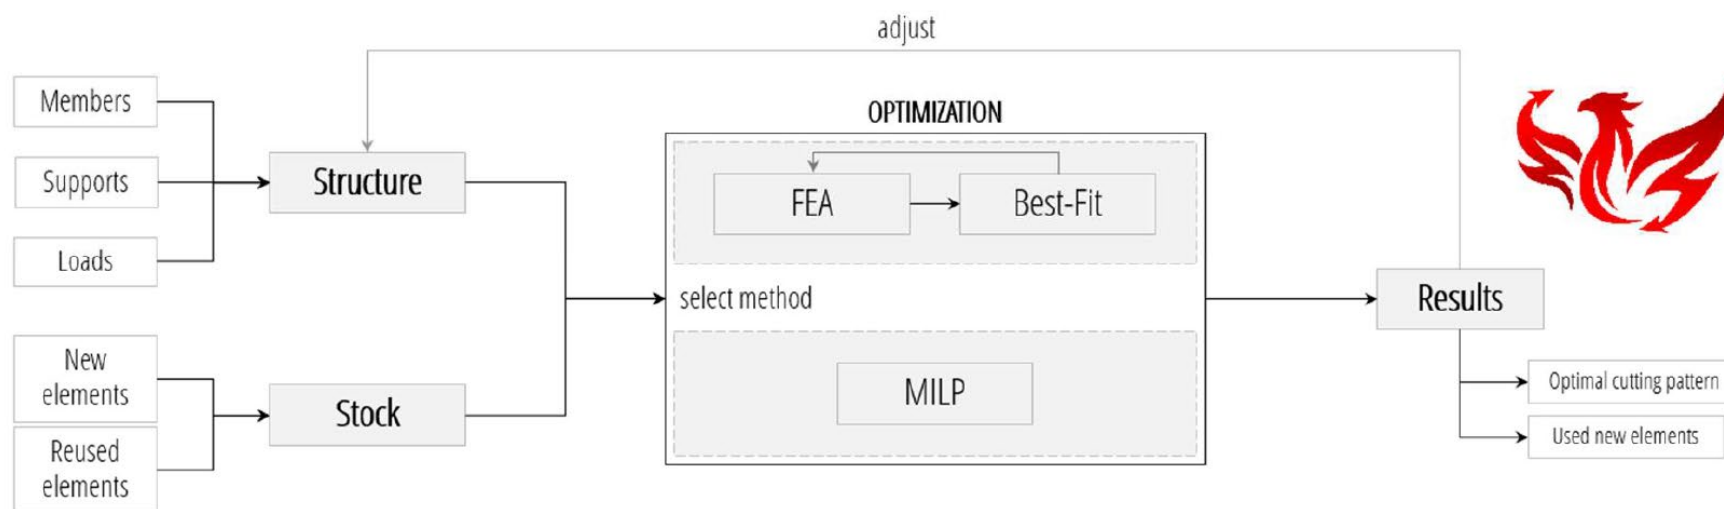 adjust
Members
OPTIMIZATION
Supports
Structure
FEA
Best-Fit
Loads
select method
Results
New
elements
Stock
MILP
Optimal cutting pattern
Used new elements
Reused
elements